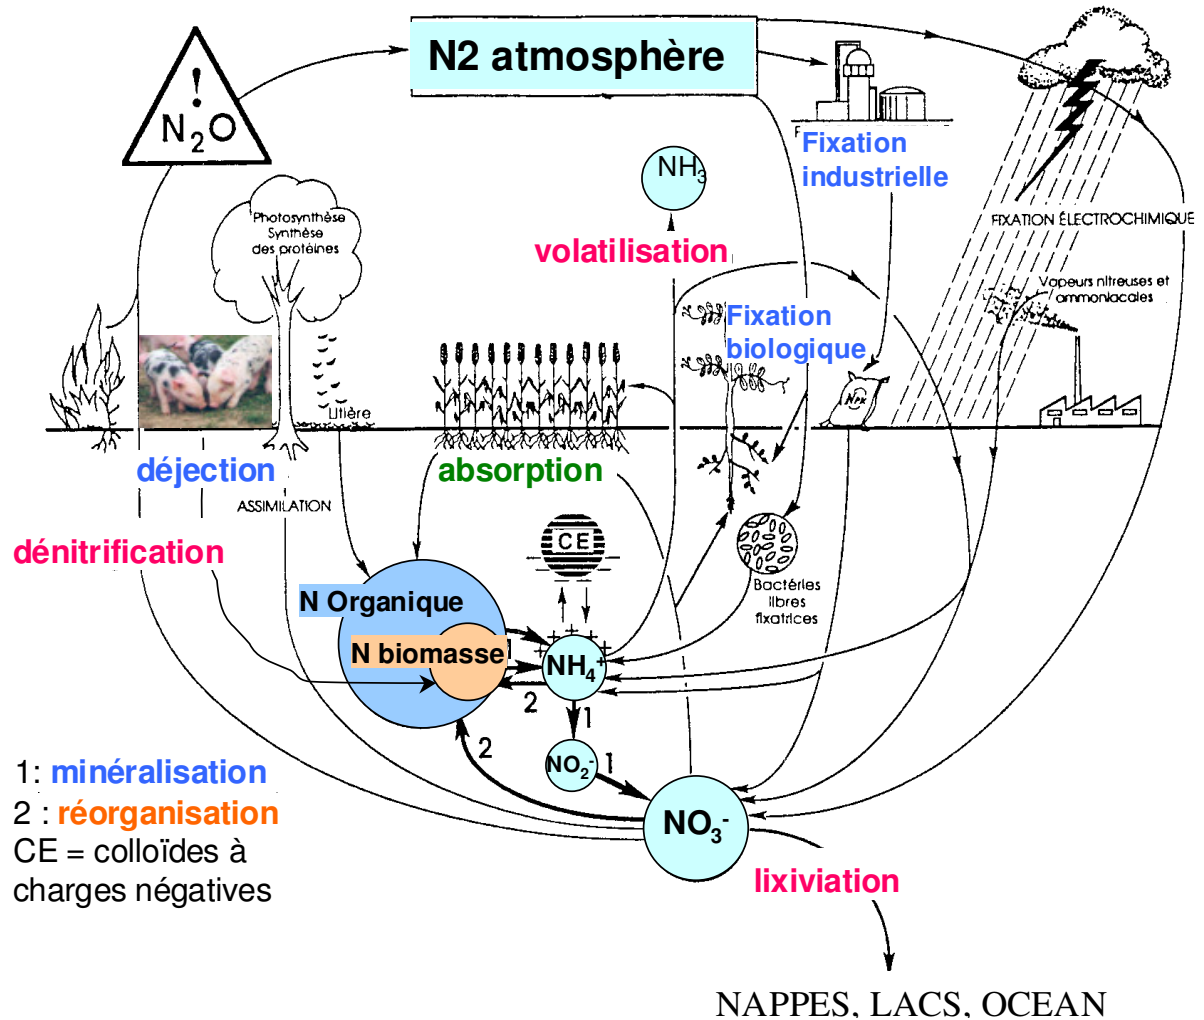 N2 atmosphère
!
N₂O
Fixation
industrielle
NH₃
Photosynthèse
Synthèse
des protéines
volatilisation
FIXATION ÉLECTROCHIMIQUE
Vapeurs nitreuses et
ammoniacales
Fixation
biologique
NPK
Litière
déjection
absorption
ASSIMILATION
dénitrification
CE
Bactéries
libres
fixatrices
N Organique
N biomasse
1
+ + + + +
NH₄⁺
2
1
NO₂⁻
1
2
NO₃⁻
1: minéralisation
2 : réorganisation
CE = colloïdes à
charges négatives
lixiviation
NAPPES, LACS, OCEAN